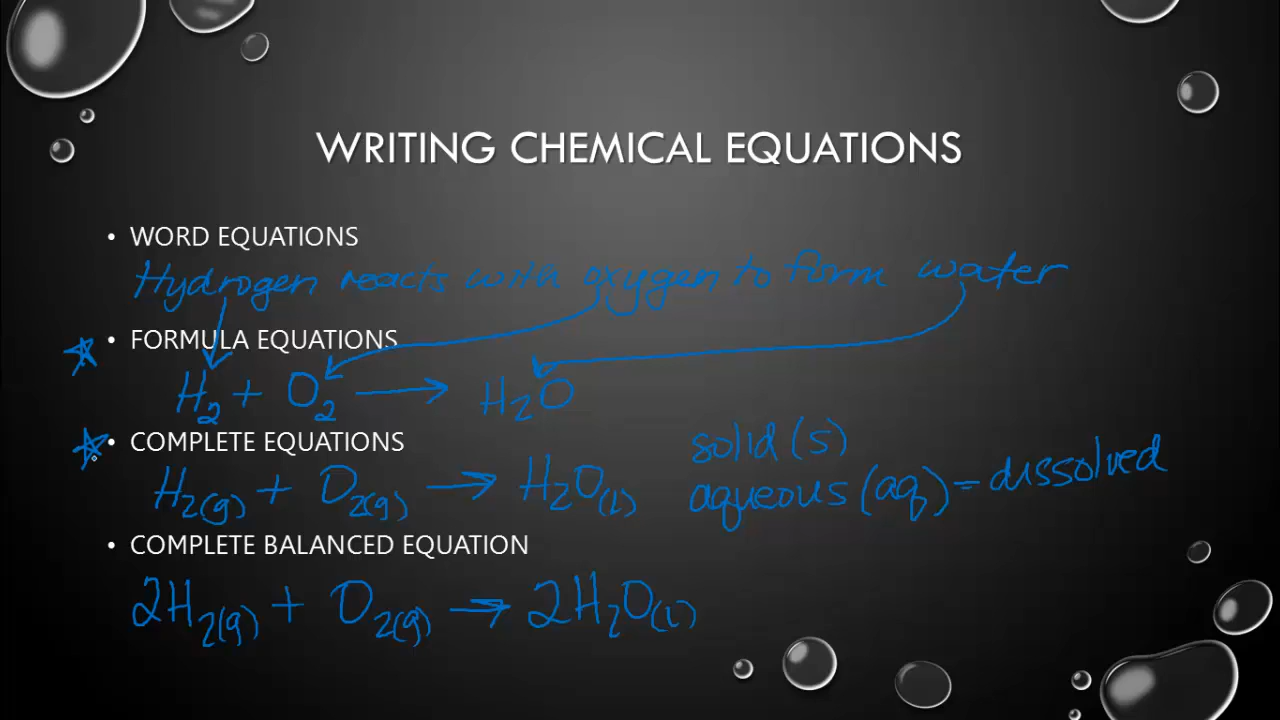 WRITING CHEMICAL EQUATIONS
• WORD EQUATIONS
Hydrogen reacts with oxygen to form water
• FORMULA EQUATIONS
H₂ + O₂ → H₂O
• COMPLETE EQUATIONS
H₂(g) + O₂(g) → H₂O(l)
solid (s)
aqueous (aq) = dissolved
• COMPLETE BALANCED EQUATION
2H₂(g) + O₂(g) → 2H₂O(l)